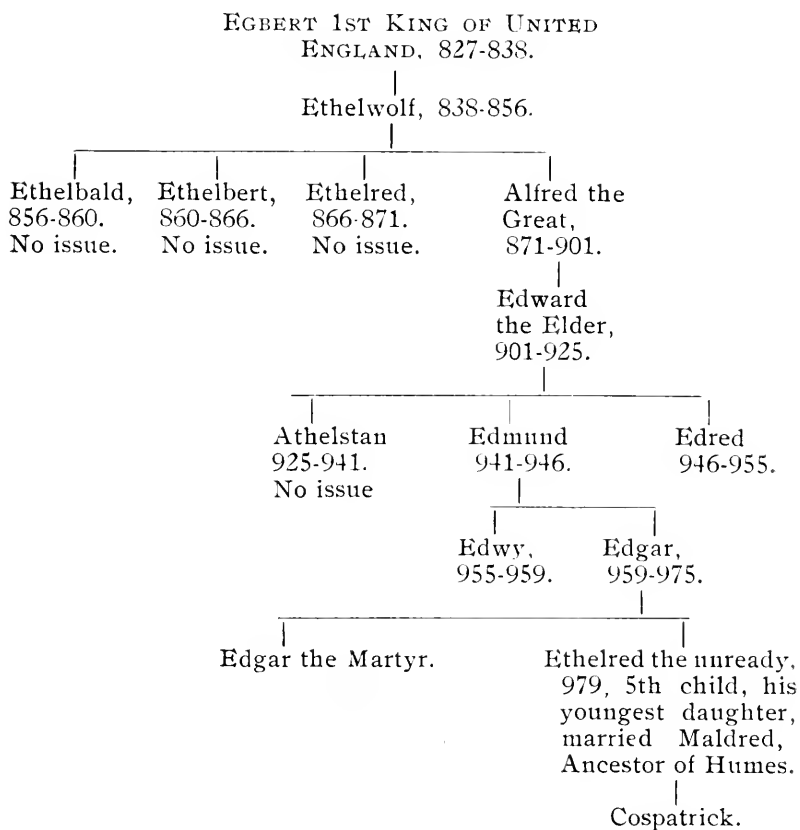 EGBERT 1ST KING OF UNITED
ENGLAND, 827-838.
Ethelwolf, 838-856.
Ethelbald,
856-860.
No issue.
Ethelbert,
860-866.
No issue.
Ethelred,
866-871.
No issue.
Alfred the
Great,
871-901.
Edward
the Elder,
901-925.
Athelstan
925-941.
No issue
Edmund
941-946.
Edred
946-955.
Edwy,
955-959.
Edgar,
959-975.
Edgar the Martyr.
Ethelred the unready,
979, 5th child, his
youngest daughter,
married Maldred,
Ancestor of Humes.
Cospatrick.